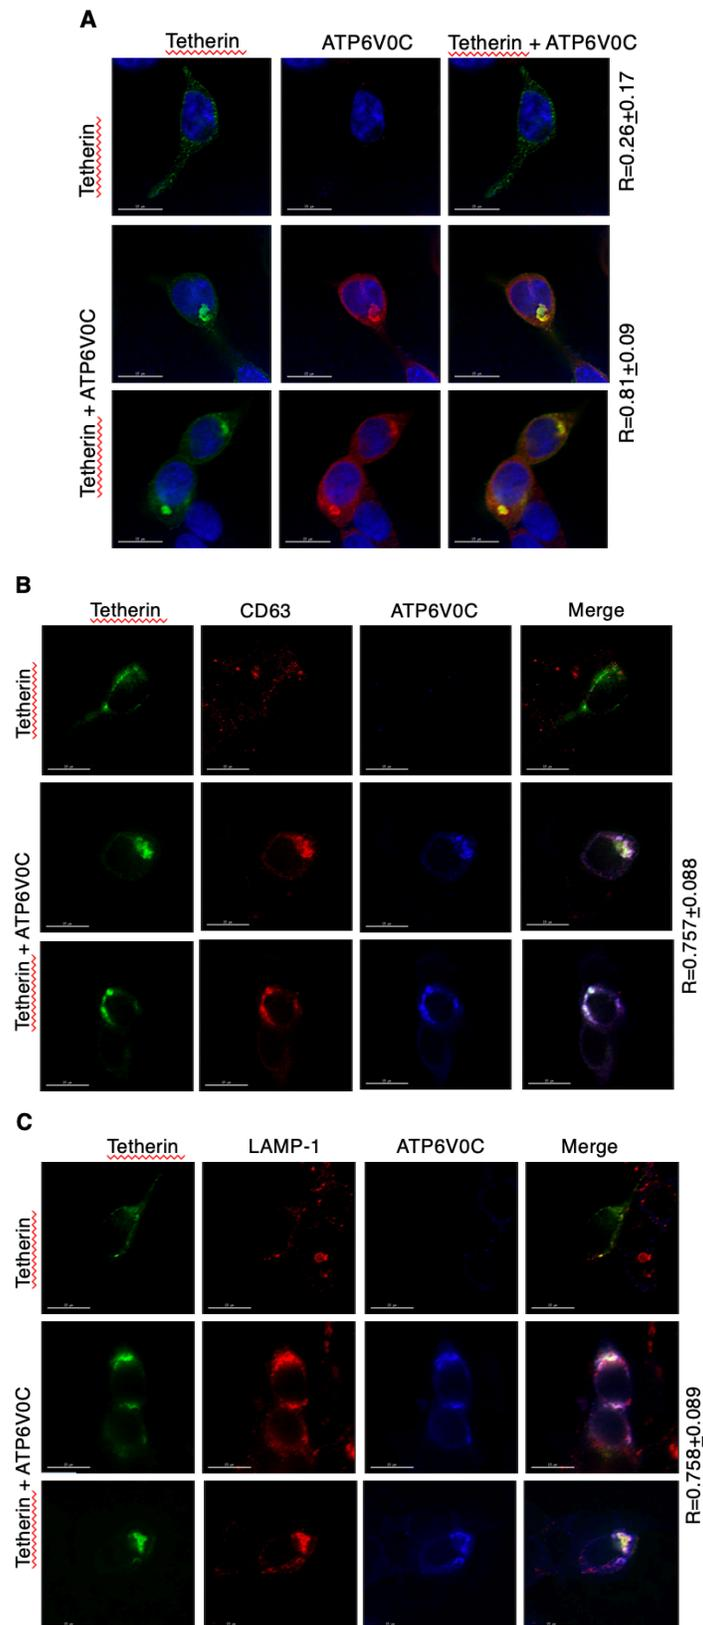 A
Tetherin ATP6V0C Tetherin + ATP6V0C
Tetherin
R=0.26±0.17
Tetherin + ATP6V0C
R=0.81±0.09
B
Tetherin CD63 ATP6V0C Merge
Tetherin
Tetherin + ATP6V0C
R=0.757±0.088
C
Tetherin LAMP-1 ATP6V0C Merge
Tetherin
Tetherin + ATP6V0C
R=0.758±0.089